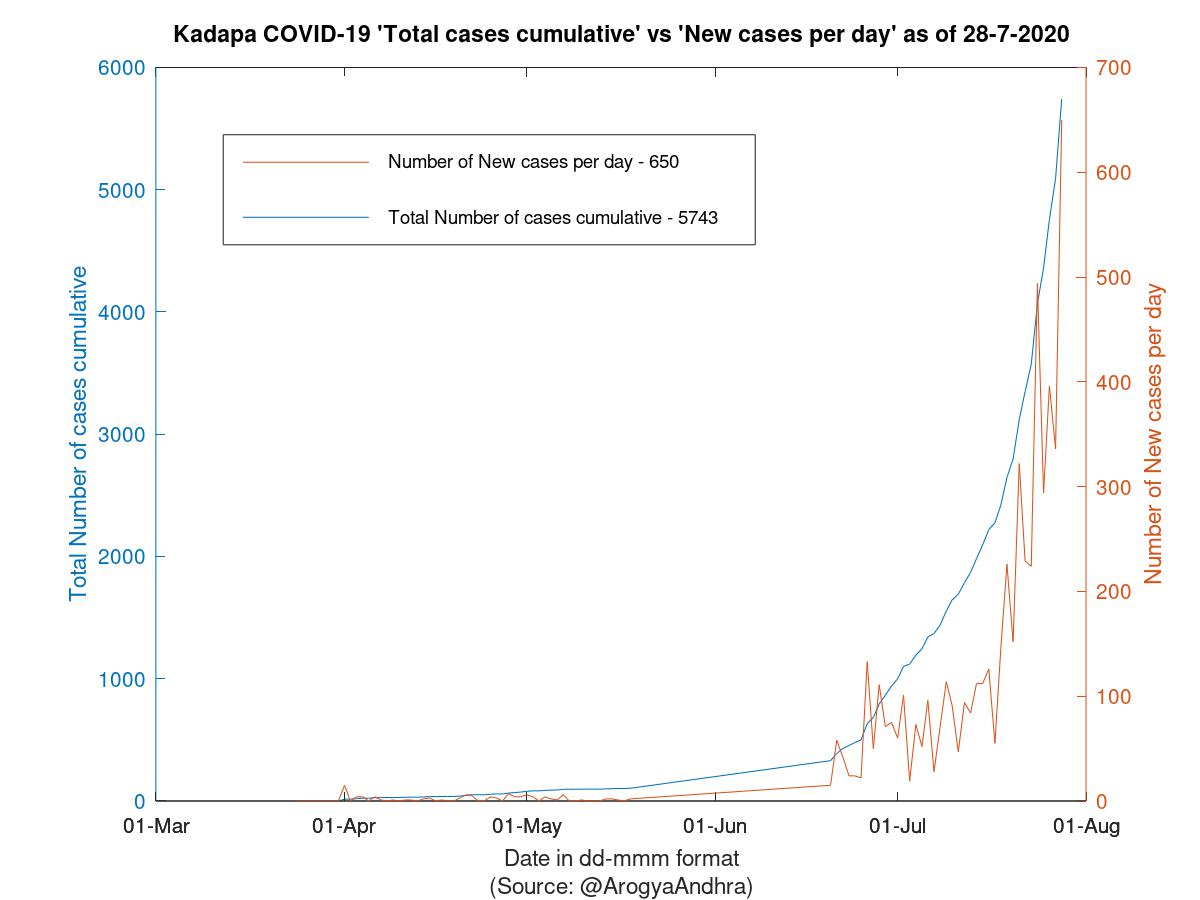 Kadapa COVID-19 'Total cases cumulative' vs 'New cases per day' as of 28-7-2020
6000
5000
4000
3000
2000
1000
0
Total Number of cases cumulative
Number of New cases per day - 650
Total Number of cases cumulative - 5743
700
600
500
400
300
200
100
0
Number of New cases per day
01-Mar 01-Apr 01-May 01-Jun 01-Jul 01-Aug
Date in dd-mmm format
(Source: @ArogyaAndhra)